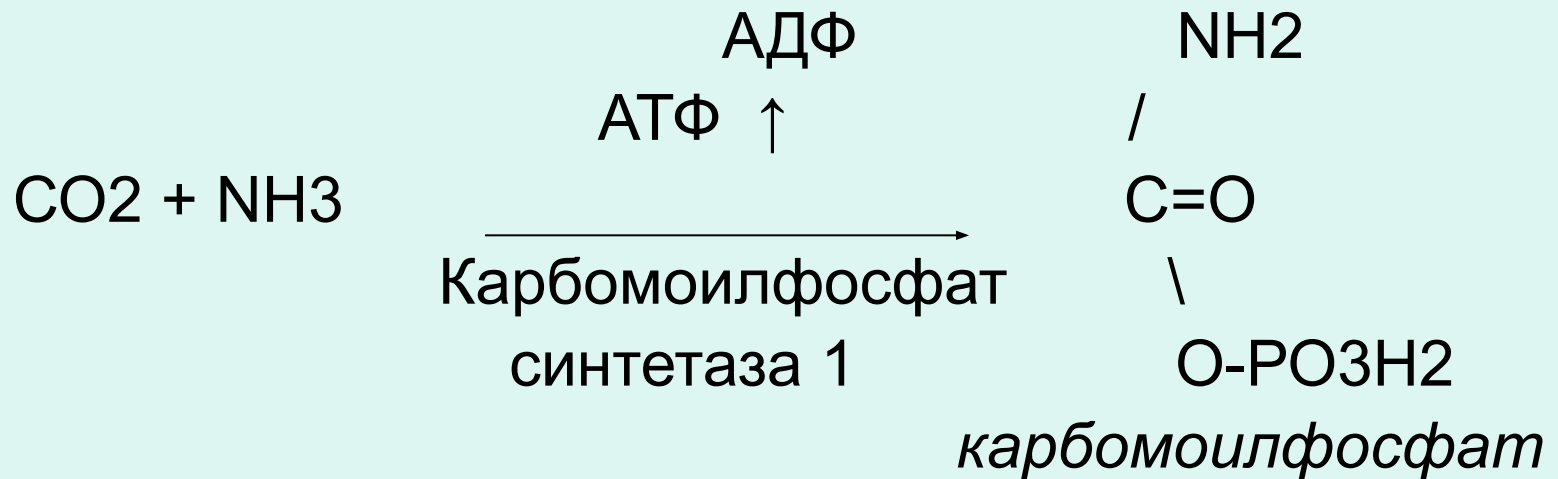 АДФ NH2
АТФ ↑ /
CO2 + NH3 C=O
Карбомоилфосфат \
синтетаза 1 O-PO3H2
карбомоилфосфат